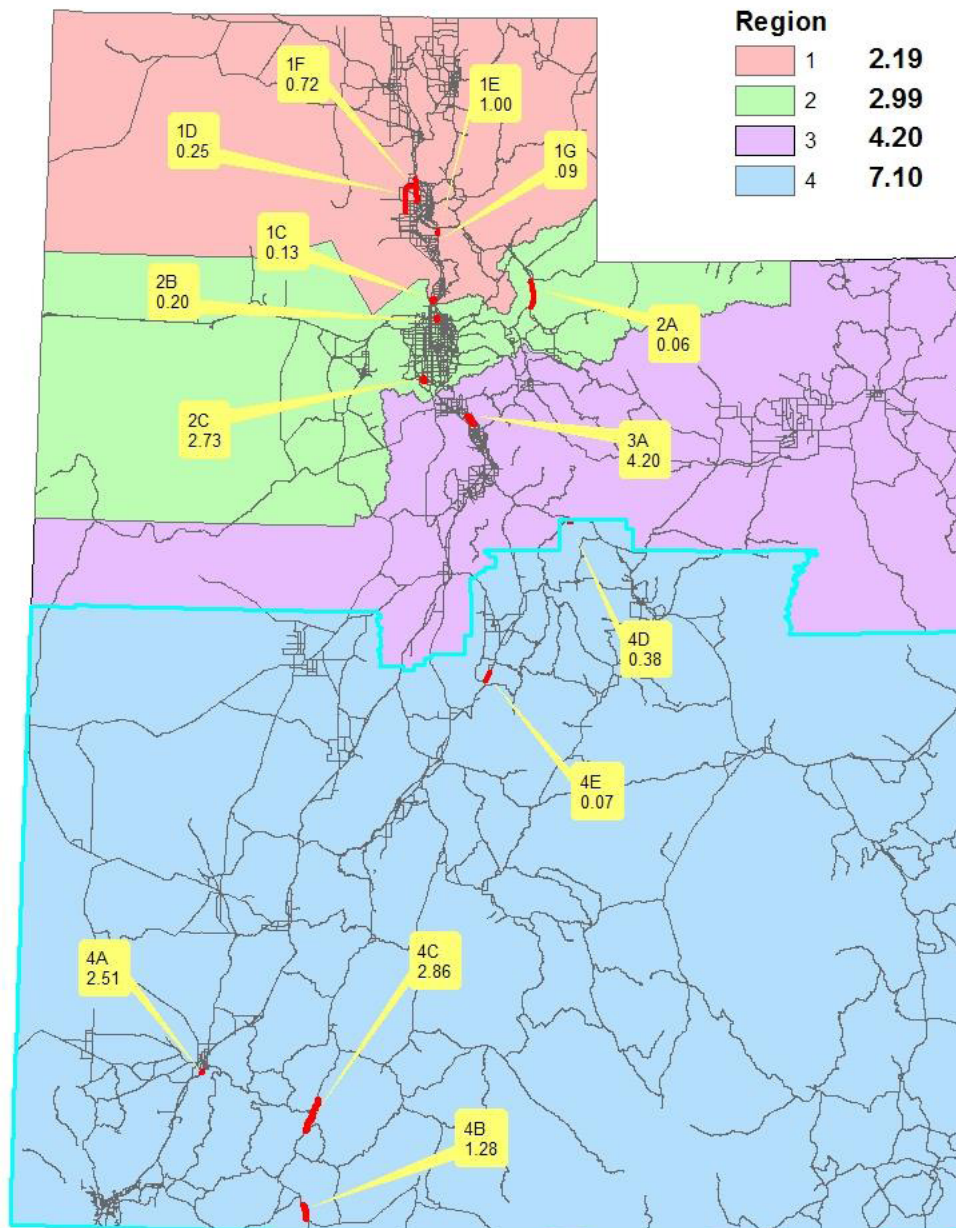 Region
1 2.19
2 2.99
3 4.20
4 7.10
1F
0.72
1E
1.00
1D
0.25
1G
.09
1C
0.13
2B
0.20
2A
0.06
2C
2.73
3A
4.20
4D
0.38
4E
0.07
4A
2.51
4C
2.86
4B
1.28